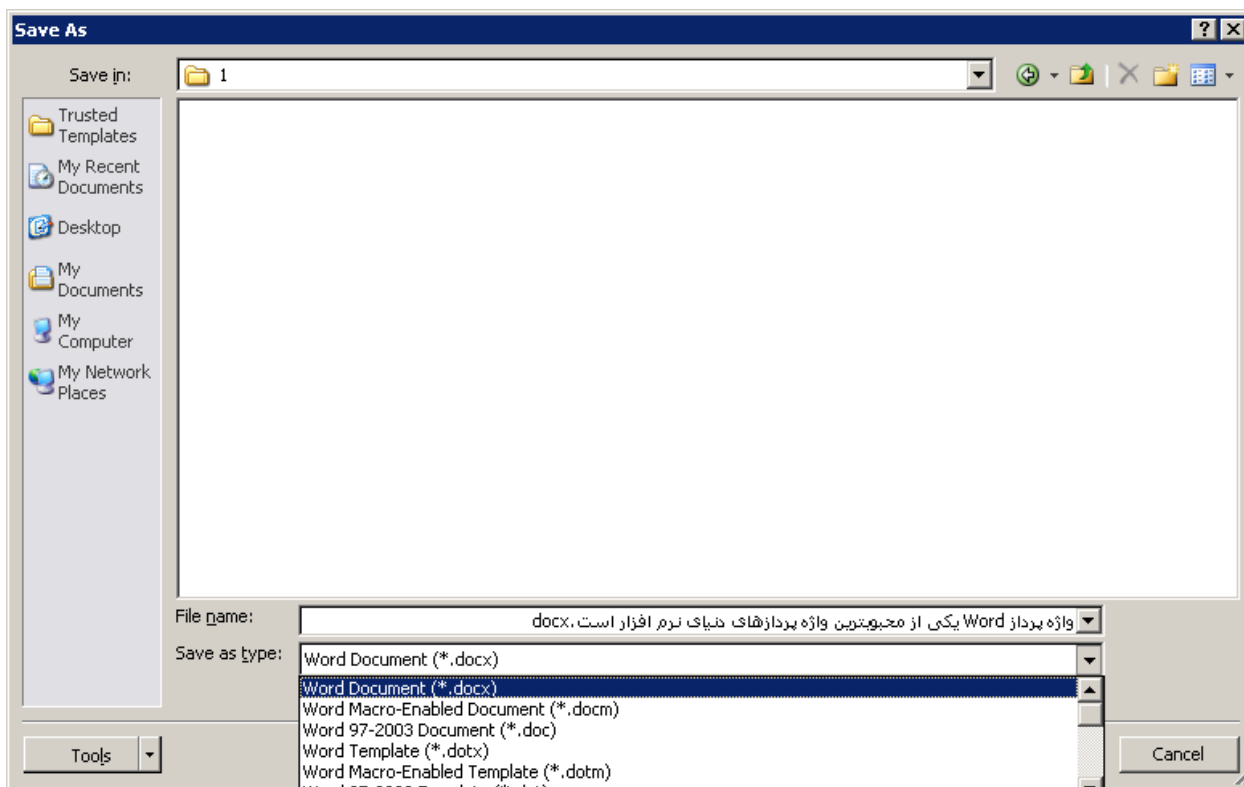 Save As
Save in:
1
Trusted
Templates
My Recent
Documents
Desktop
My
Documents
My
Computer
My Network
Places
File name:
واژه پرداز Word یکی از محبوبترین واژه پردازهای دنیای نرم افزار است.docx
Save as type:
Word Document (*.docx)
Word Document (*.docx)
Word Macro-Enabled Document (*.docm)
Word 97-2003 Document (*.doc)
Word Template (*.dotx)
Word Macro-Enabled Template (*.dotm)
Tools
Cancel